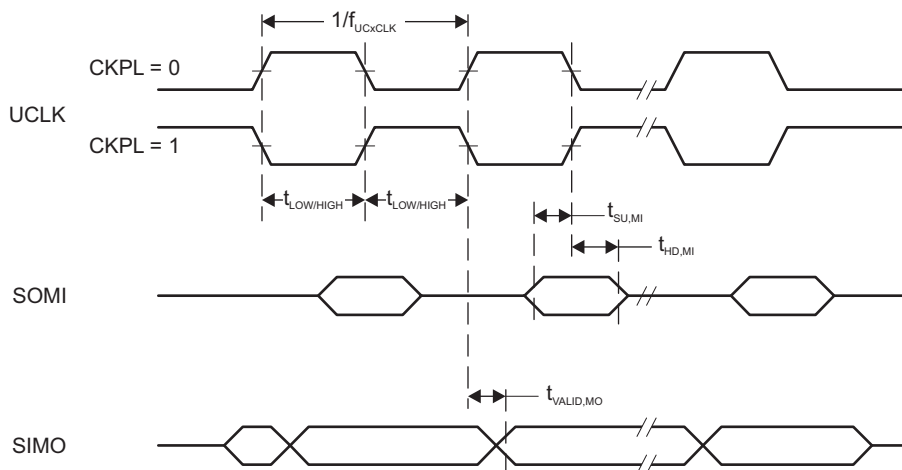 1/fUCxCLK
CKPL = 0
UCLK
CKPL = 1
tLOW/HIGH tLOW/HIGH
tSU,MI
tHD,MI
SOMI
tVALID,MO
SIMO